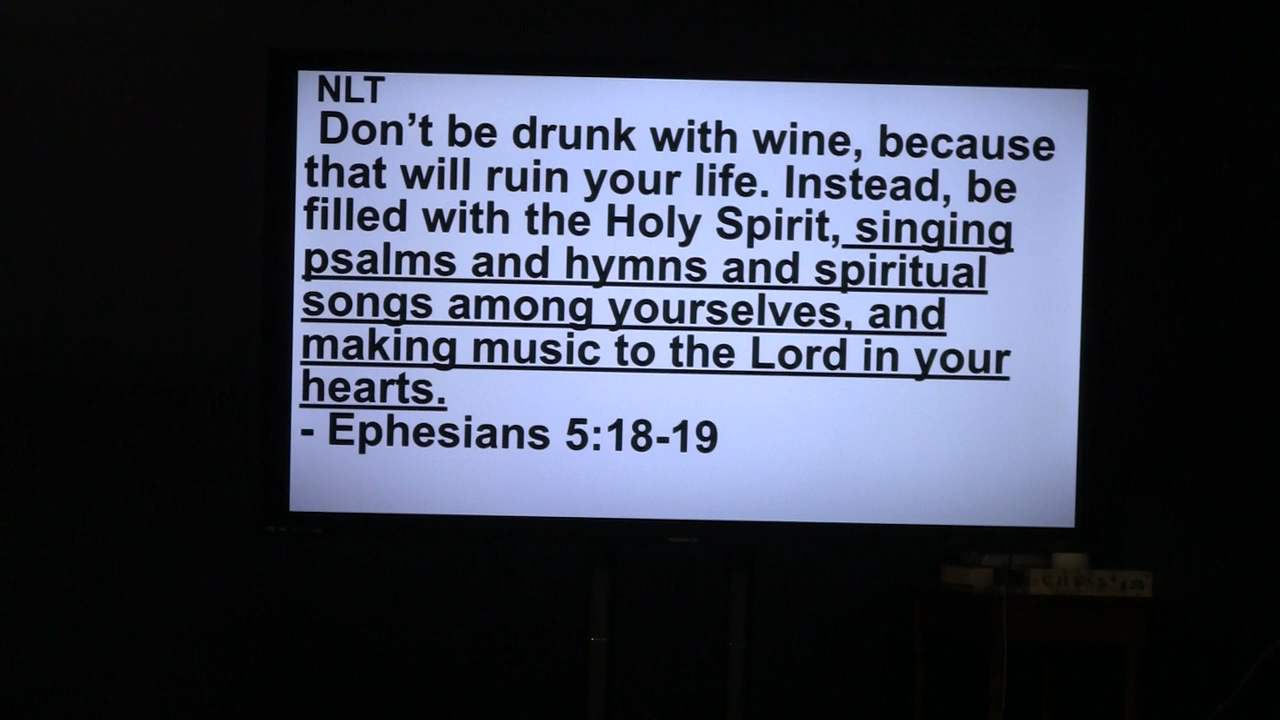 NLT
Don’t be drunk with wine, because
that will ruin your life. Instead, be
filled with the Holy Spirit, singing
psalms and hymns and spiritual
songs among yourselves, and
making music to the Lord in your
hearts.
- Ephesians 5:18-19